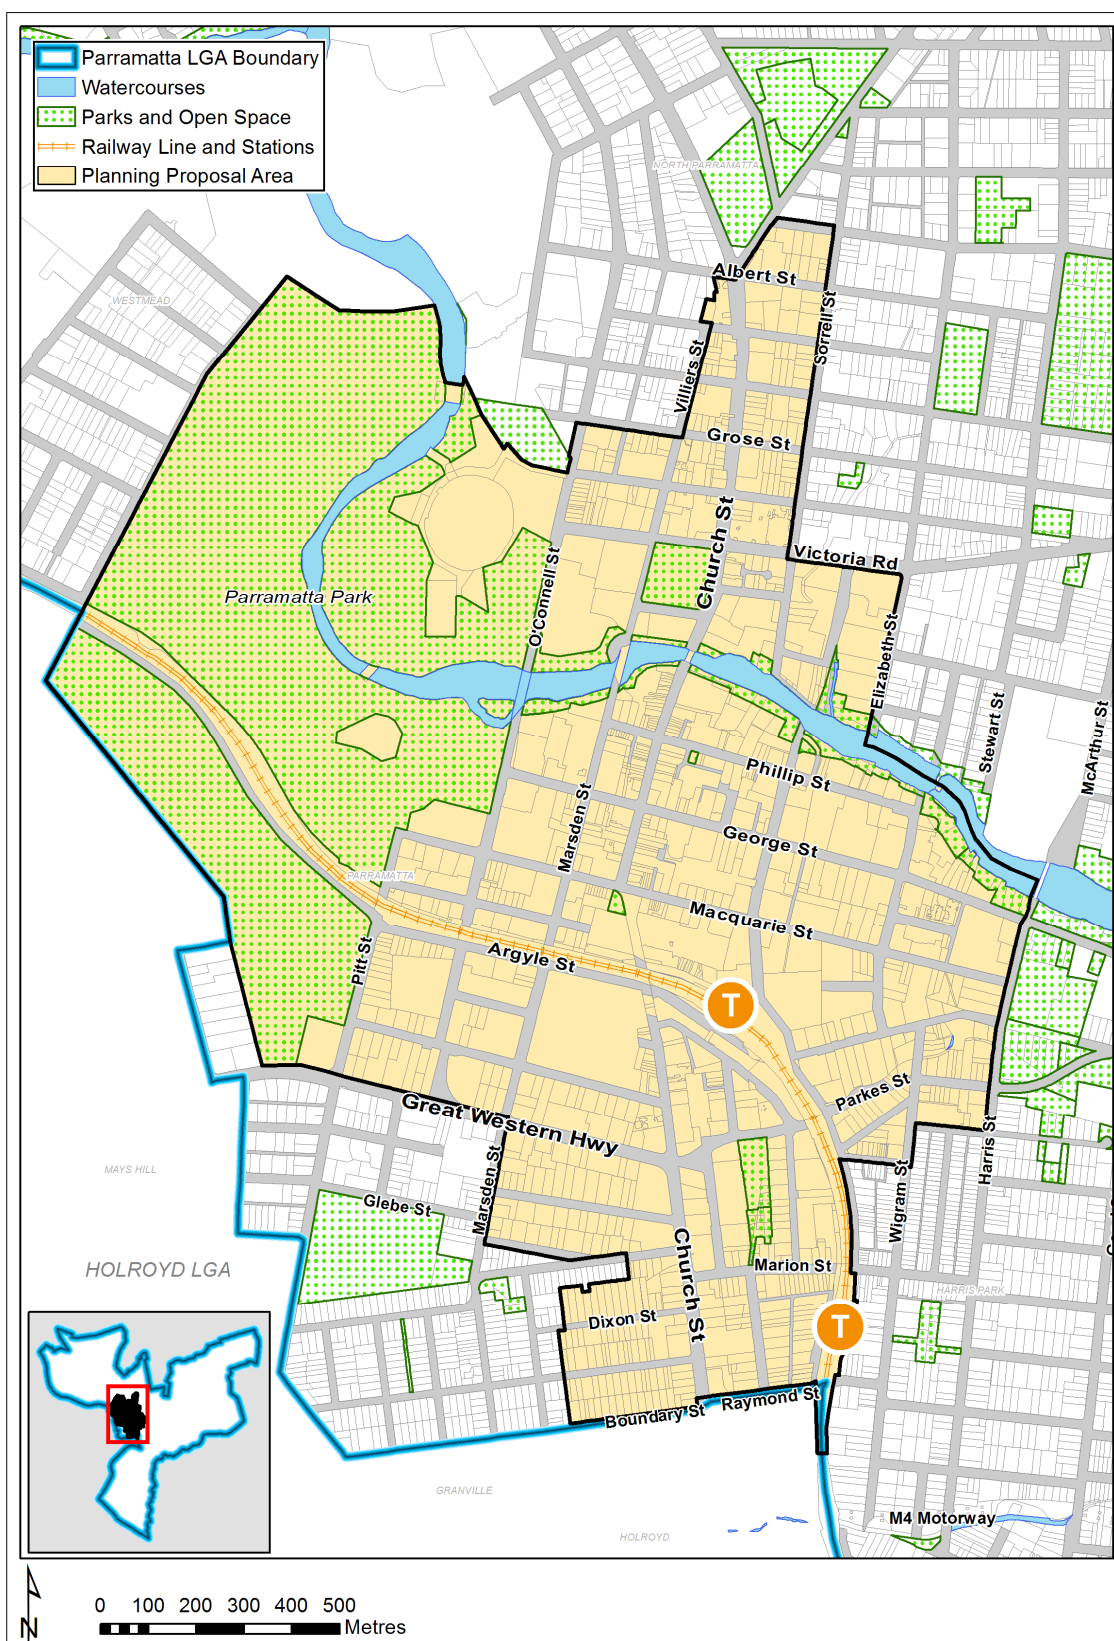 Parramatta LGA Boundary
Watercourses
Parks and Open Space
Railway Line and Stations
Planning Proposal Area
NORTH PARRAMATTA
Albert St
WESTMEAD
Sorrell St
Villiers St
Grose St
Church St
Victoria Rd
O'Connell St
Parramatta Park
Elizabeth St
Stewart St
McArthur St
Phillip St
Marsden St
George St
PARRAMATTA
Macquarie St
Argyle St
Pitt St
T
Parkes St
Great Western Hwy
Harris St
Wigram St
MAYS HILL
Marsden St
Glebe St
Church St
Marion St
HOLROYD LGA
HARRIS PARK
Dixon St
T
Raymond St
Boundary St
GRANVILLE
M4 Motorway
HOLROYD
N
0 100 200 300 400 500
Metres